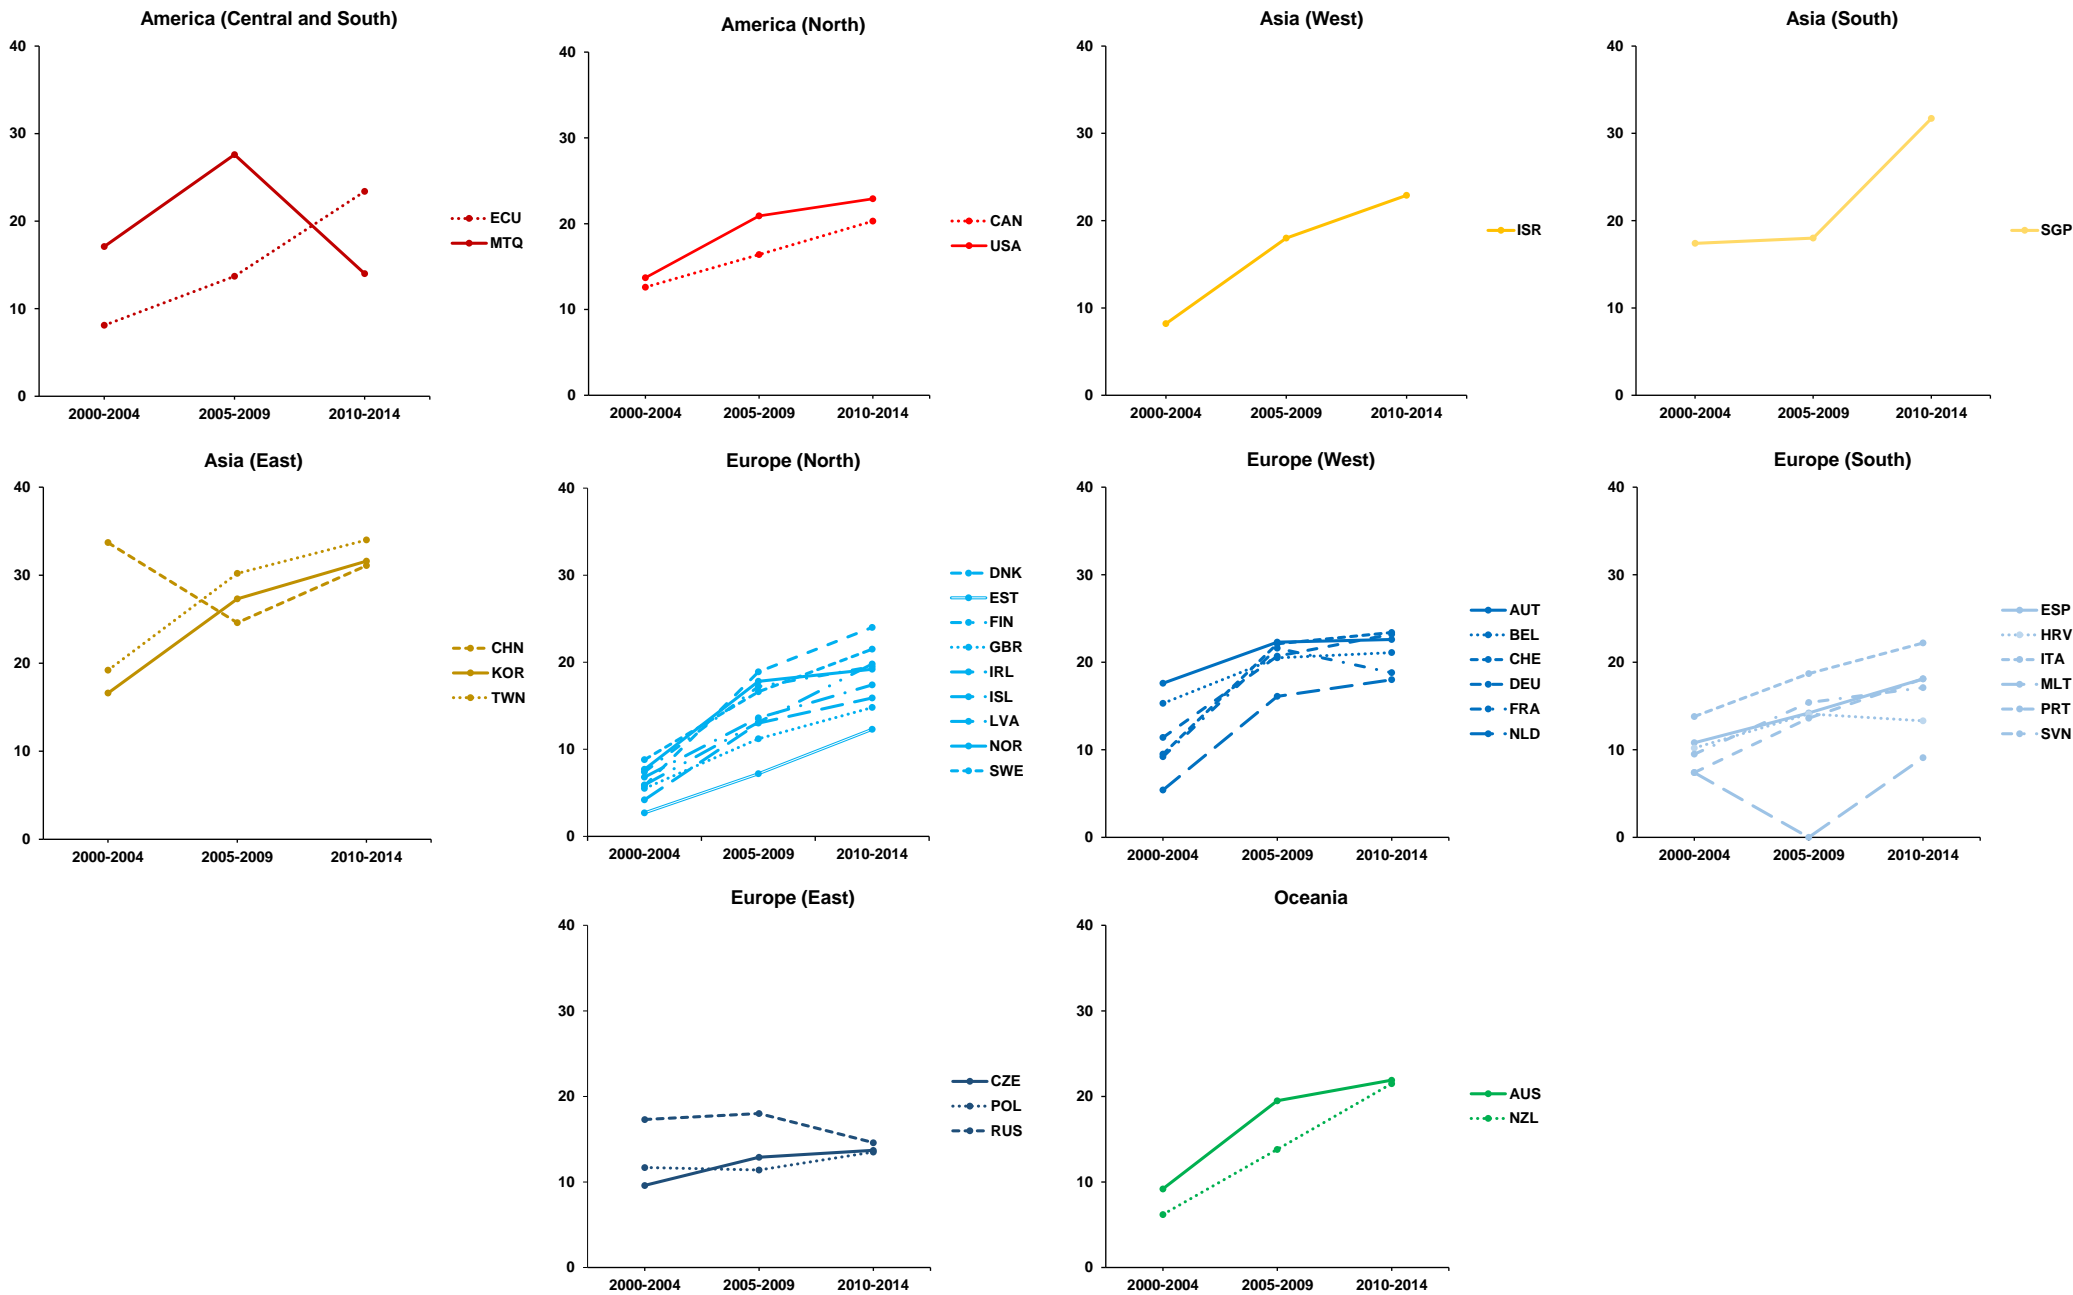 America (Central and South)
40
30
20
10
0
2000-2004 2005-2009 2010-2014
ECU
MTQ
America (North)
40
30
20
10
0
2000-2004 2005-2009 2010-2014
CAN
USA
Asia (West)
40
30
20
10
0
2000-2004 2005-2009 2010-2014
ISR
Asia (South)
40
30
20
10
0
2000-2004 2005-2009 2010-2014
SGP
Asia (East)
40
30
20
10
0
2000-2004 2005-2009 2010-2014
CHN
KOR
TWN
Europe (North)
40
30
20
10
0
2000-2004 2005-2009 2010-2014
DNK
EST
FIN
GBR
IRL
ISL
LVA
NOR
SWE
Europe (West)
40
30
20
10
0
2000-2004 2005-2009 2010-2014
AUT
BEL
CHE
DEU
FRA
NLD
Europe (South)
40
30
20
10
0
2000-2004 2005-2009 2010-2014
ESP
HRV
ITA
MLT
PRT
SVN
Europe (East)
40
30
20
10
0
2000-2004 2005-2009 2010-2014
CZE
POL
RUS
Oceania
40
30
20
10
0
2000-2004 2005-2009 2010-2014
AUS
NZL